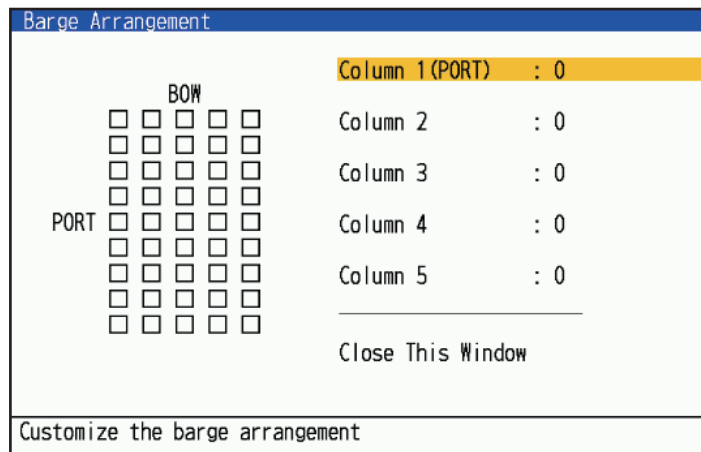 Barge Arrangement
BOW
PORT
Column 1(PORT) : 0
Column 2 : 0
Column 3 : 0
Column 4 : 0
Column 5 : 0
Close This Window
Customize the barge arrangement